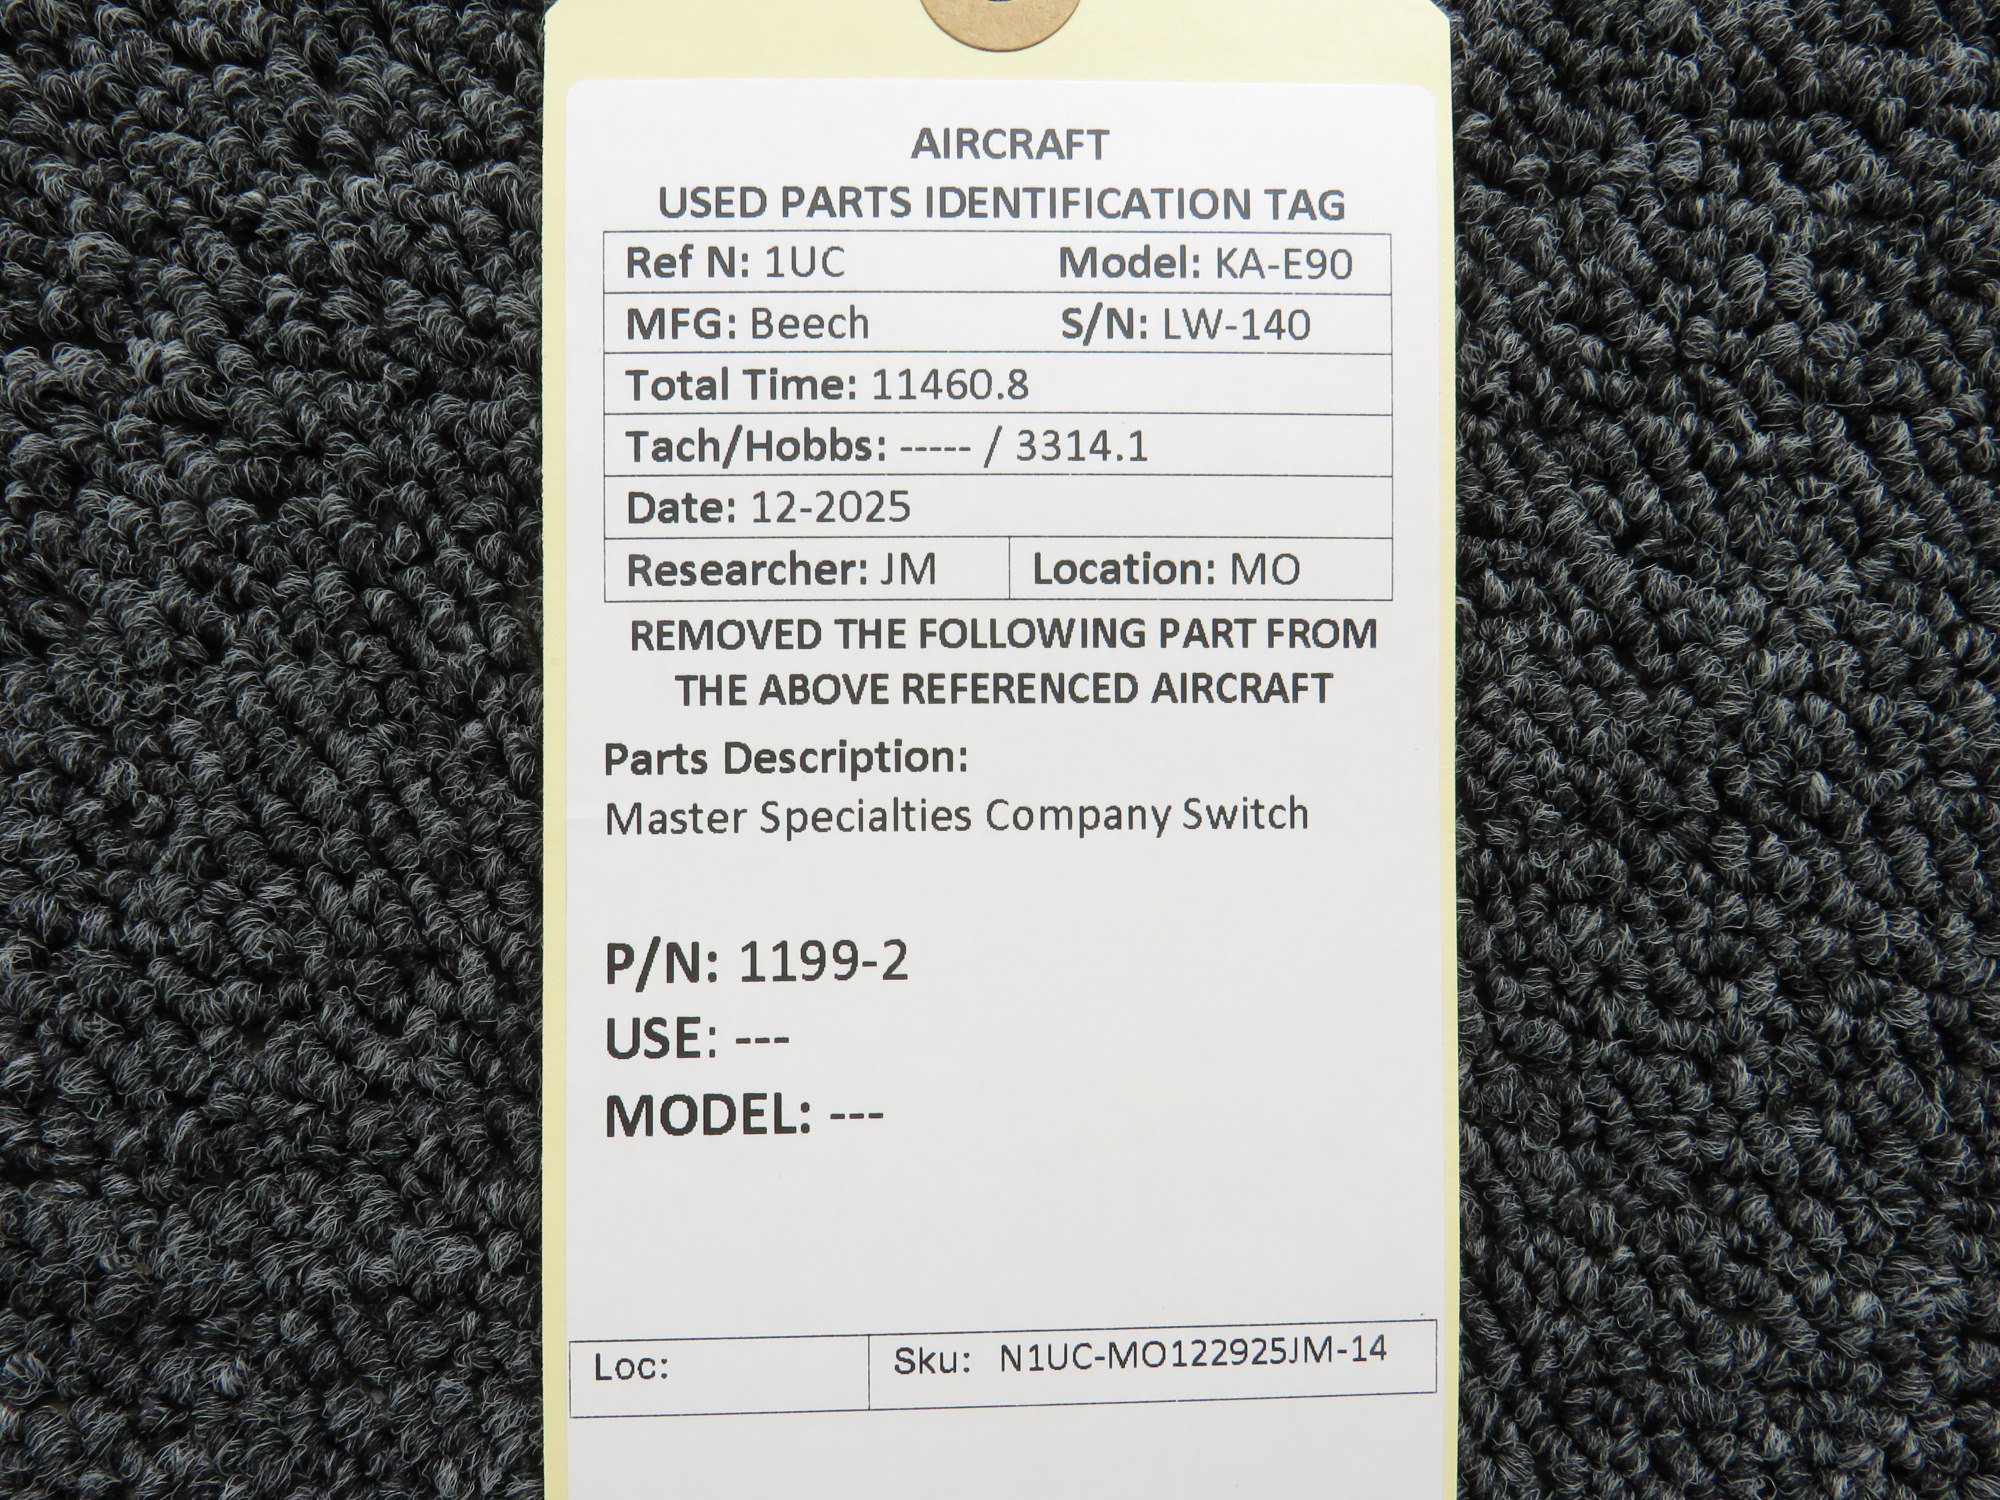 AIRCRAFT
USED PARTS IDENTIFICATION TAG
Ref N: 1UC Model: KA-E90
MFG: Beech S/N: LW-140
Total Time: 11460.8
Tach/Hobbs: ----- / 3314.1
Date: 12-2025
Researcher: JM Location: MO
REMOVED THE FOLLOWING PART FROM
THE ABOVE REFERENCED AIRCRAFT
Parts Description:
Master Specialties Company Switch
P/N: 1199-2
USE: ---
MODEL: ---
Loc: Sku: N1UC-MO122925JM-14